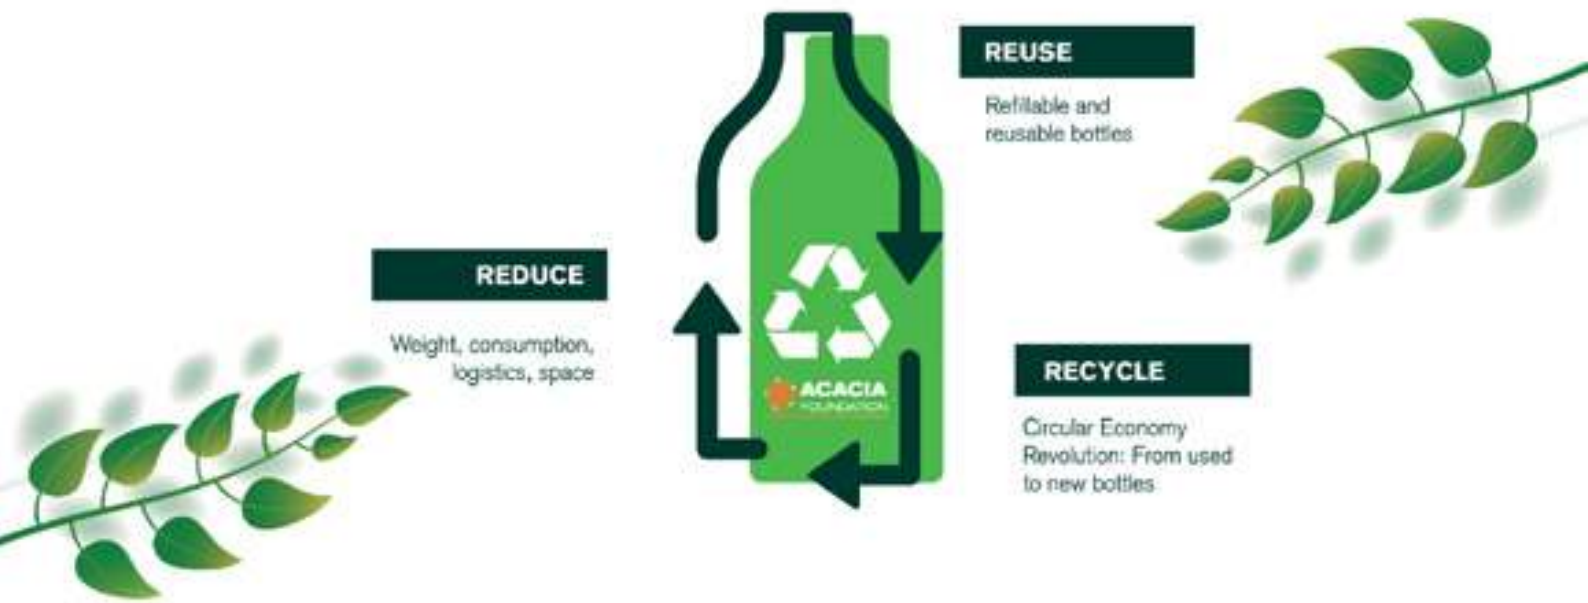 REUSE
Refillable and
reusable bottles
REDUCE
Weight, consumption,
logistics, space
ACACIA
FOUNDATION
RECYCLE
Circular Economy
Revolution: From used
to new bottles